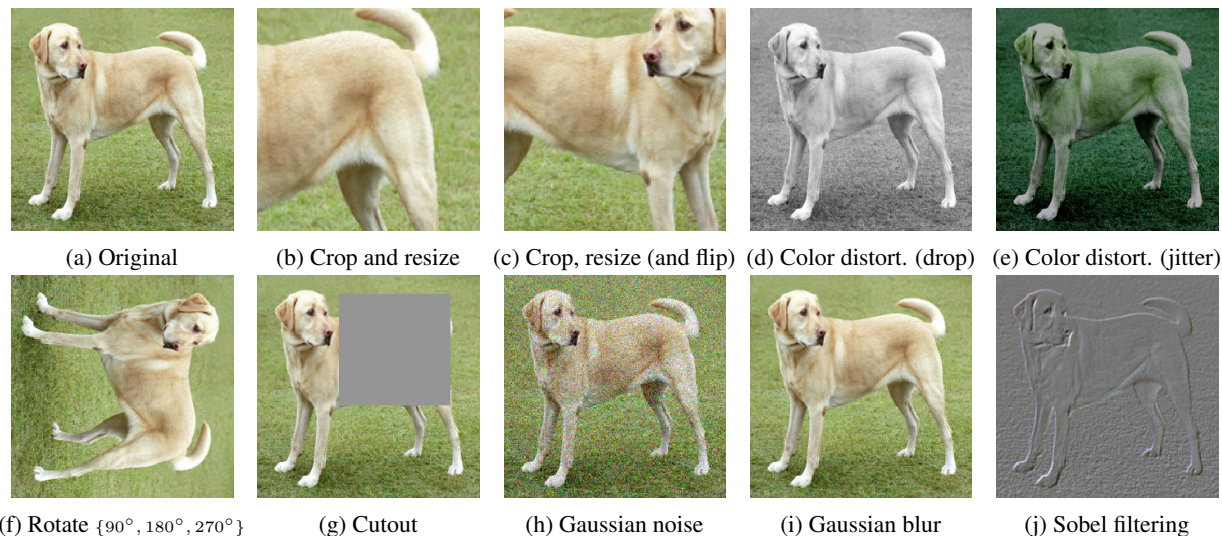 (a) Original
(b) Crop and resize
(c) Crop, resize (and flip)
(d) Color distort. (drop)
(e) Color distort. (jitter)
(f) Rotate {90°, 180°, 270°}
(g) Cutout
(h) Gaussian noise
(i) Gaussian blur
(j) Sobel filtering